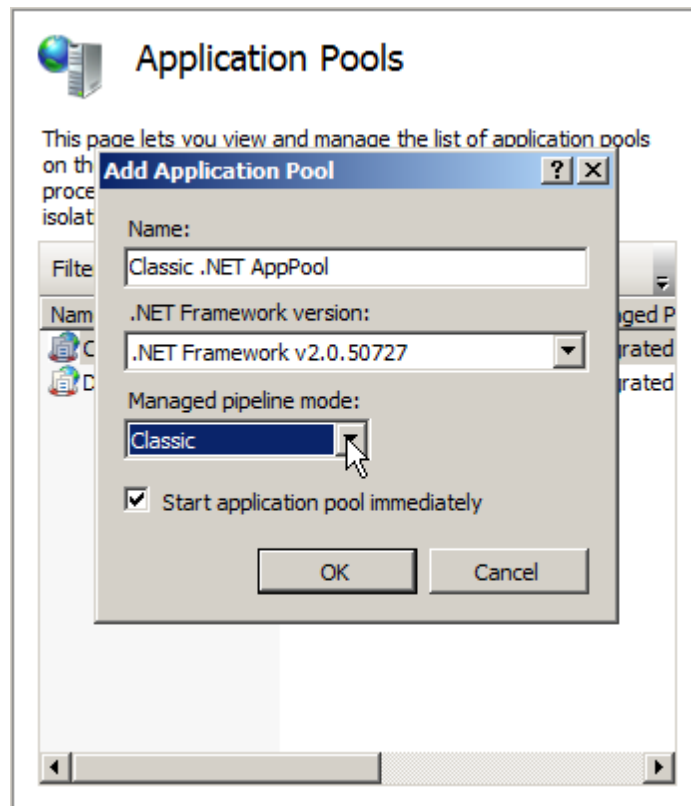 Application Pools
This page lets you view and manage the list of application pools
on th
proce
isolat
Add Application Pool
Name:
Classic .NET AppPool
.NET Framework version:
.NET Framework v2.0.50727
Managed pipeline mode:
Classic
Start application pool immediately
OK Cancel
Filte
Nam ged P
C rated
D rated